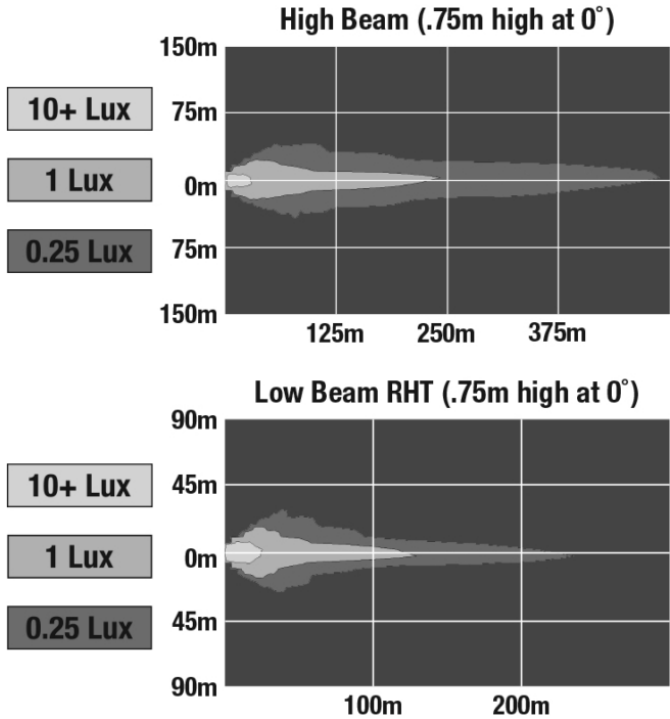 High Beam (.75m high at 0°)
150m
10+ Lux
75m
1 Lux
0m
0.25 Lux
75m
150m
125m 250m 375m
Low Beam RHT (.75m high at 0°)
90m
10+ Lux
45m
1 Lux
0m
0.25 Lux
45m
90m
100m 200m